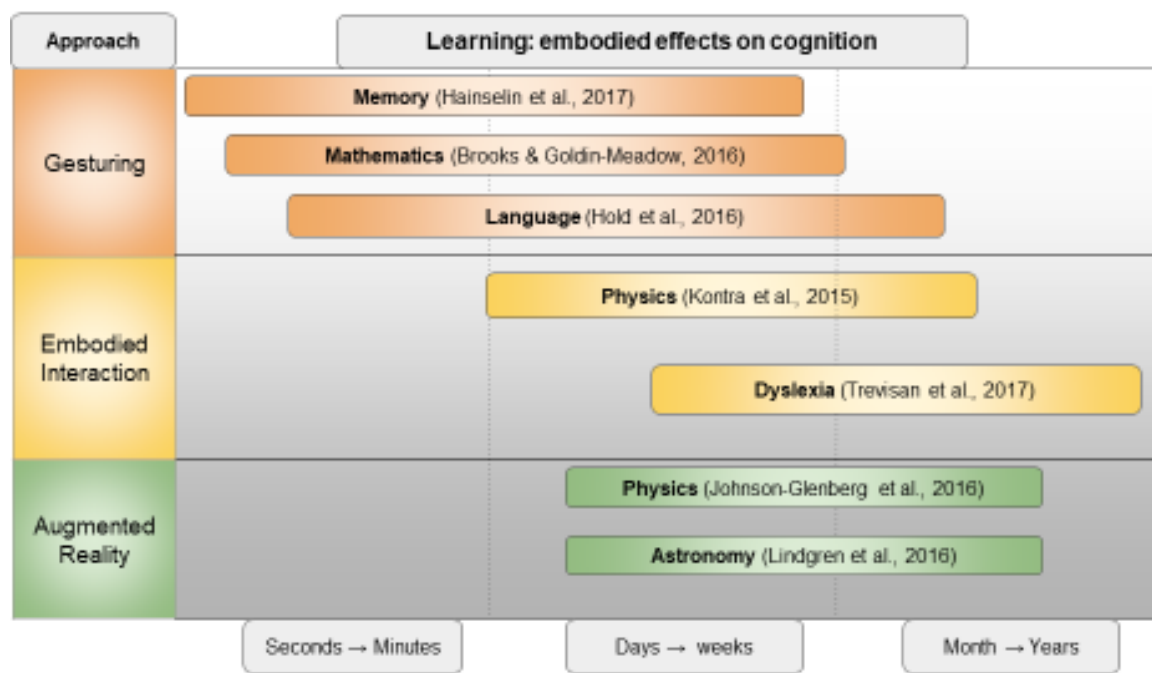 Approach
Learning: embodied effects on cognition
Gesturing
Memory (Hainselin et al., 2017)
Mathematics (Brooks & Goldin-Meadow, 2016)
Language (Hold et al., 2016)
Embodied
Interaction
Physics (Kontra et al., 2015)
Dyslexia (Trevisan et al., 2017)
Augmented
Reality
Physics (Johnson-Glenberg et al., 2016)
Astronomy (Lindgren et al., 2016)
Seconds → Minutes
Days → weeks
Month → Years